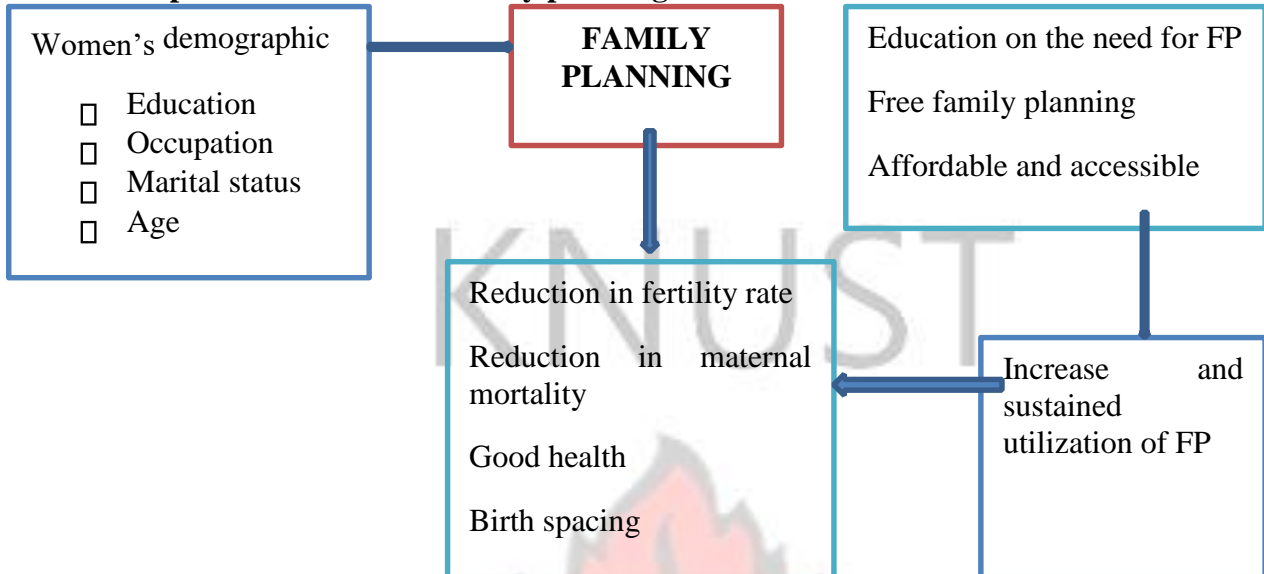 Women's demographic
Education
Occupation
Marital status
Age
FAMILY
PLANNING
Education on the need for FP
Free family planning
Affordable and accessible
KNUST
Reduction in fertility rate
Reduction in maternal
mortality
Good health
Birth spacing
Increase and
sustained
utilization of FP